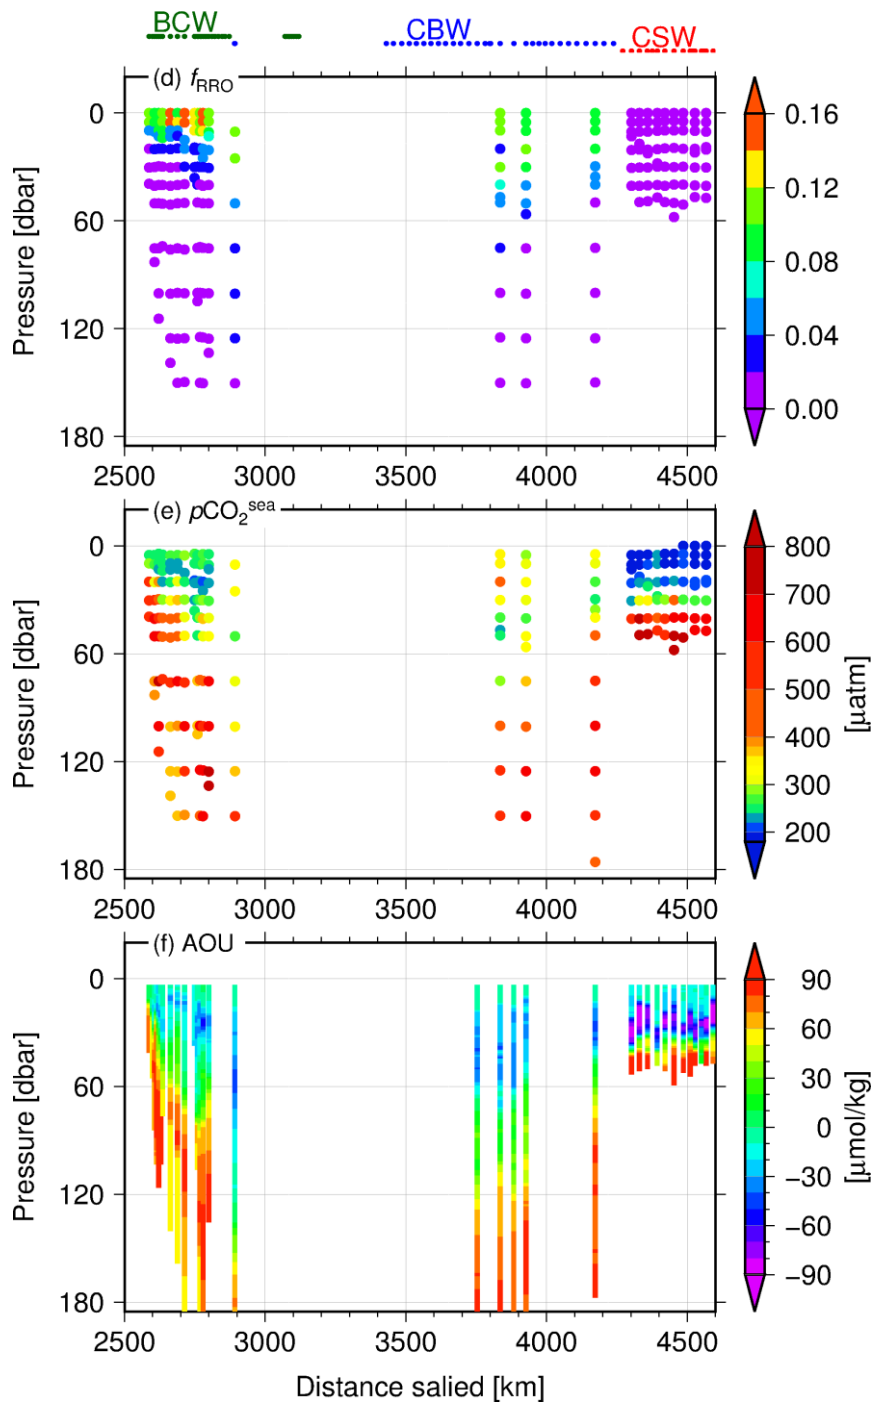 BCW CBW CSW
(d) fRRO
0
60
120
180
Pressure [dbar]
2500 3000 3500 4000 4500
0.16
0.12
0.08
0.04
0.00
(e) pCO₂ˢᵉᵃ
0
60
120
180
Pressure [dbar]
2500 3000 3500 4000 4500
800
700
600
500
400
300
200
[µatm]
(f) AOU
0
60
120
180
Pressure [dbar]
2500 3000 3500 4000 4500
90
60
30
0
−30
−60
−90
[µmol/kg]
Distance salied [km]